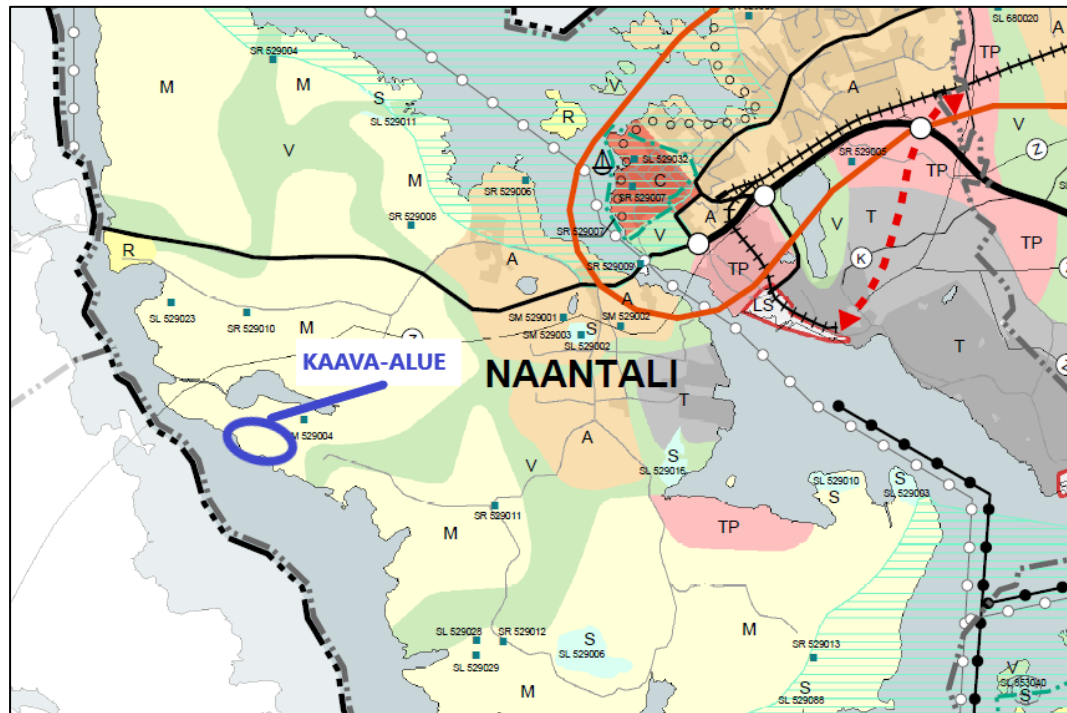 SL 680020
TP
A
SR 529004
M
M
S
SL 529011
V
R
V
A
V
M
SL 529032
C
SR 529007
SR 529005
TP
Z
SR 529006
SR 529008
SR 529007
V
A
T
V
T
TP
R
A
SR 529009
TP
K
SL 529023
SR 529010
M
SM 529001
A
SM 529002
LS
S
SM 529003
SL 529002
Z
T
KAAVA-ALUE
NAANTALI
T
M 529004
A
S
SL 529016
V
S
SL 529010
S
SL 529003
S
M
SR 529011
TP
M
SL 529028
SR 529012
S
SL 529006
SL 529029
SR 529013
M
S
SL 529088
V
SL 853040
S